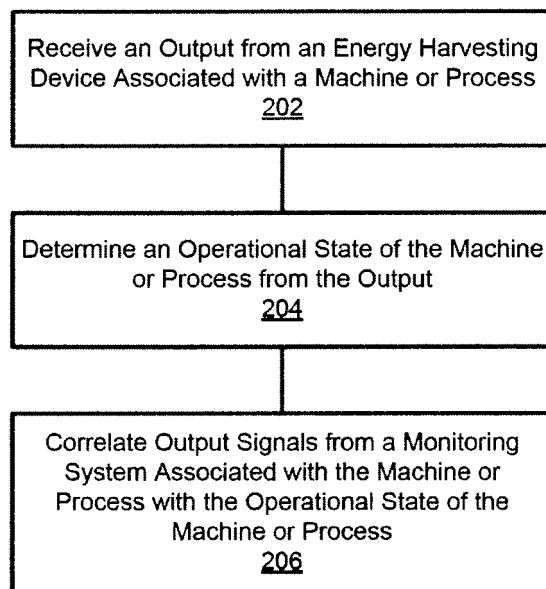 Receive an Output from an Energy Harvesting
Device Associated with a Machine or Process
202
Determine an Operational State of the Machine
or Process from the Output
204
Correlate Output Signals from a Monitoring
System Associated with the Machine or
Process with the Operational State of the
Machine or Process
206